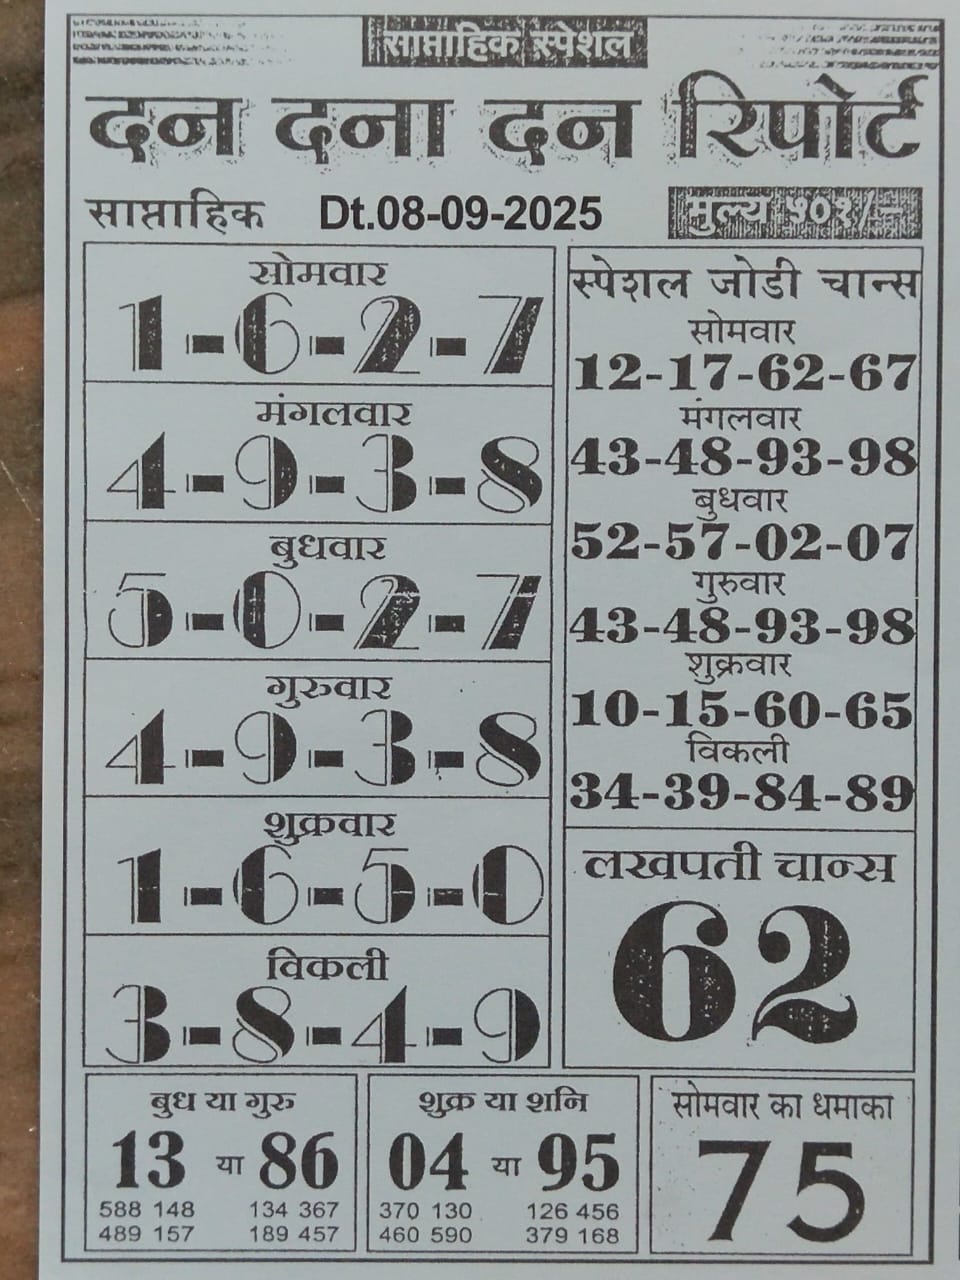 साप्ताहिक स्पेशल
दन दना दन रिपोर्ट
साप्ताहिक Dt.08-09-2025 मुल्य ५०१/-
सोमवार
1-6-2-7
मंगलवार
4-9-3-8
बुधवार
5-0-2-7
गुरुवार
4-9-3-8
शुक्रवार
1-6-5-0
विकली
3-8-4-9
स्पेशल जोडी चान्स
सोमवार
12-17-62-67
मंगलवार
43-48-93-98
बुधवार
52-57-02-07
गुरुवार
43-48-93-98
शुक्रवार
10-15-60-65
विकली
34-39-84-89
लखपती चान्स
62
बुध या गुरु
13 या 86
588 148 134 367
489 157 189 457
शुक्र या शनि
04 या 95
370 130 126 456
460 590 379 168
सोमवार का धमाका
75